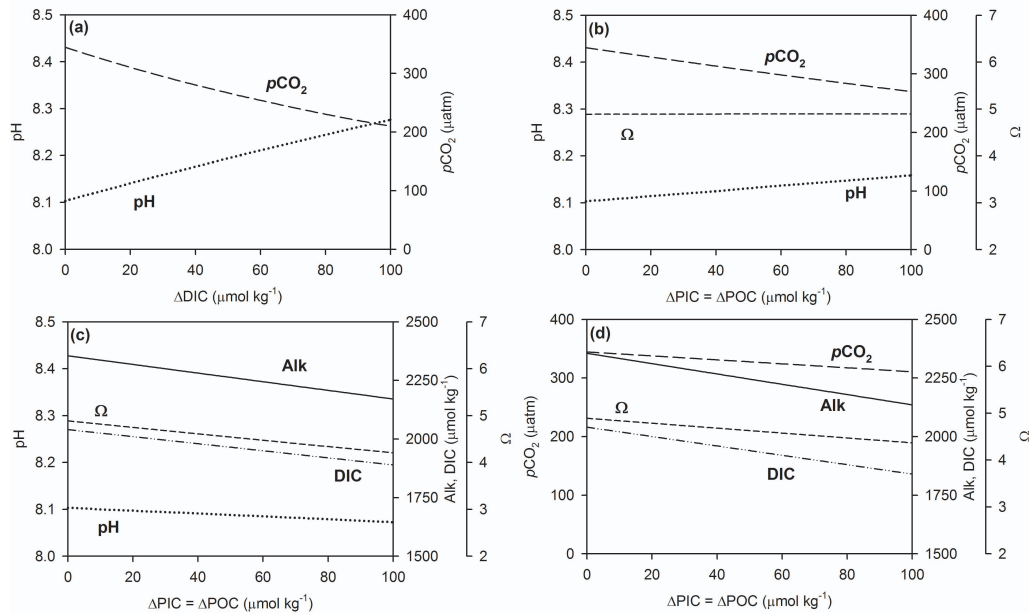 (a)
8.5
8.4
8.3
8.2
8.1
8.0
pH
pCO2
pH
400
300
200
100
0
pCO2 (μatm)
0 20 40 60 80 100
ΔDIC (μmol kg-1)
(b)
8.5
8.4
8.3
8.2
8.1
8.0
pH
pCO2
Ω
pH
400
300
200
100
0
pCO2 (μatm)
7
6
5
4
3
2
Ω
0 20 40 60 80 100
ΔPIC = ΔPOC (μmol kg-1)
(c)
8.5
8.4
8.3
8.2
8.1
8.0
pH
Alk
Ω
DIC
pH
2500
2250
2000
1750
1500
Alk, DIC (μmol kg-1)
7
6
5
4
3
2
Ω
0 20 40 60 80 100
ΔPIC = ΔPOC (μmol kg-1)
(d)
400
300
200
100
0
pCO2 (μatm)
pCO2
Alk
Ω
DIC
2500
2250
2000
1750
1500
Alk, DIC (μmol kg-1)
7
6
5
4
3
2
Ω
0 20 40 60 80 100
ΔPIC = ΔPOC (μmol kg-1)